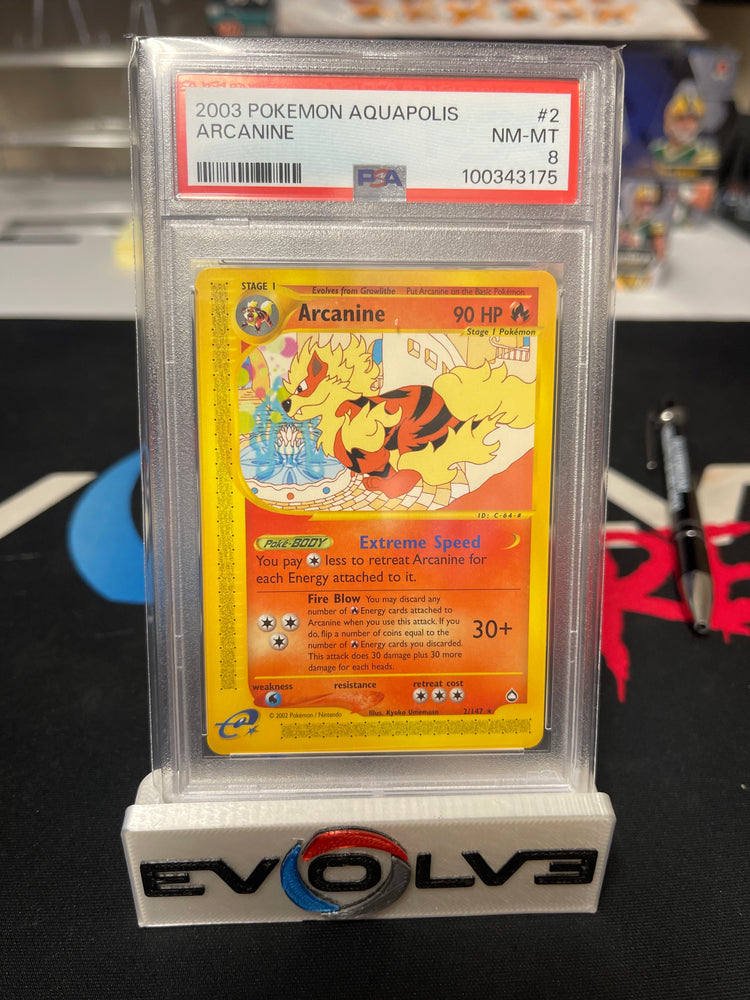 2003 POKEMON AQUAPOLIS #2
ARCANINE NM-MT
8
PSA 100343175
STAGE 1 Evolves from Growlithe Put Arcanine on the Basic Pokémon
Arcanine 90 HP
Stage 1 Pokémon
ID: C-64-#
Poké-BODY Extreme Speed
You pay less to retreat Arcanine for
each Energy attached to it.
Fire Blow You may discard any
number of Energy cards attached to
Arcanine when you use this attack. If you
do, flip a number of coins equal to the
number of Energy cards you discarded.
This attack does 30 damage plus 30 more
damage for each heads.
30+
weakness resistance retreat cost
Illus. Kyoko Umemoto 2/147
e
© 2002 Pokémon / Nintendo
EVOLV3
RE